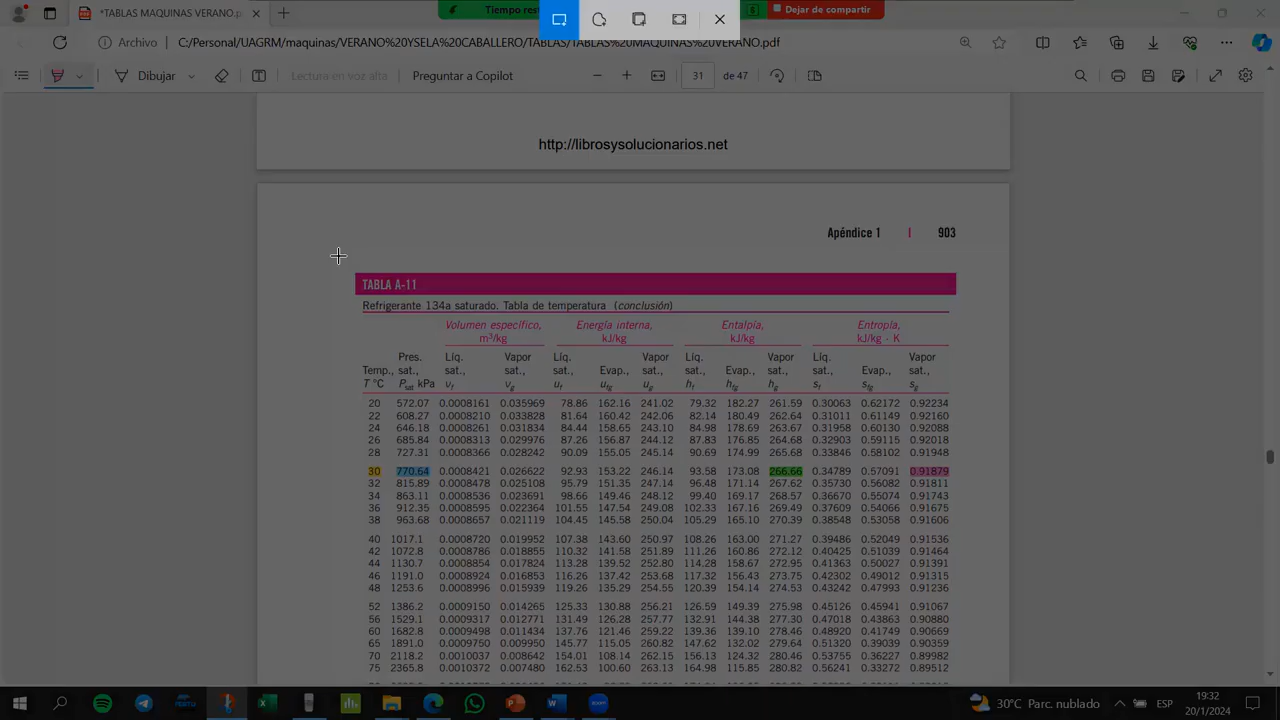 *TABLAS MAQUINAS VERANO.p
Tiempo rest
6
Dejar de compartir
Archivo
C:/Personal/UAGRM/maquinas/VERANO%20YSELA%20CABALLERO/TABLAS/TABLAS%20MAQUINAS%20VERANO.pdf
Dibujar
Lectura en voz alta
Preguntar a Copilot
31
de 47
http://librosysolucionarios.net
Apéndice 1 | 903
TABLA A-11
Refrigerante 134a saturado. Tabla de temperatura (conclusión)
Volumen específico, Energía interna, Entalpía, Entropía,
m³/kg kJ/kg kJ/kg kJ/kg · K
Pres. Líq. Vapor Líq. Vapor Líq. Vapor Líq. Vapor
Temp., sat., sat., sat., sat., Evap., sat., sat., Evap., sat., sat., Evap., sat.,
T °C Psat kPa vf vg uf ufg ug hf hfg hg sf sfg sg
20 572.07 0.0008161 0.035969 78.86 162.16 241.02 79.32 182.27 261.59 0.30063 0.62172 0.92234
22 608.27 0.0008210 0.033828 81.64 160.42 242.06 82.14 180.49 262.64 0.31011 0.61149 0.92160
24 646.18 0.0008261 0.031834 84.44 158.65 243.10 84.98 178.69 263.67 0.31958 0.60130 0.92088
26 685.84 0.0008313 0.029976 87.26 156.87 244.12 87.83 176.85 264.68 0.32903 0.59115 0.92018
28 727.31 0.0008366 0.028242 90.09 155.05 245.14 90.69 174.99 265.68 0.33846 0.58102 0.91948
30 770.64 0.0008421 0.026622 92.93 153.22 246.14 93.58 173.08 266.66 0.34789 0.57091 0.91879
32 815.89 0.0008478 0.025108 95.79 151.35 247.14 96.48 171.14 267.62 0.35730 0.56082 0.91811
34 863.11 0.0008536 0.023691 98.66 149.46 248.12 99.40 169.17 268.57 0.36670 0.55074 0.91743
36 912.35 0.0008595 0.022364 101.55 147.54 249.08 102.33 167.16 269.49 0.37609 0.54066 0.91675
38 963.68 0.0008657 0.021119 104.45 145.58 250.04 105.29 165.10 270.39 0.38548 0.53058 0.91606
40 1017.1 0.0008720 0.019952 107.38 143.60 250.97 108.26 163.00 271.27 0.39486 0.52049 0.91536
42 1072.8 0.0008786 0.018855 110.32 141.58 251.89 111.26 160.86 272.12 0.40425 0.51039 0.91464
44 1130.7 0.0008854 0.017824 113.28 139.52 252.80 114.28 158.67 272.95 0.41363 0.50027 0.91391
46 1191.0 0.0008924 0.016853 116.26 137.42 253.68 117.32 156.43 273.75 0.42302 0.49012 0.91315
48 1253.6 0.0008996 0.015939 119.26 135.29 254.55 120.39 154.14 274.53 0.43242 0.47993 0.91236
52 1386.2 0.0009150 0.014265 125.33 130.88 256.21 126.59 149.39 275.98 0.45126 0.45941 0.91067
56 1529.1 0.0009317 0.012771 131.49 126.28 257.77 132.91 144.38 277.30 0.47018 0.43863 0.90880
60 1682.8 0.0009498 0.011434 137.76 121.46 259.22 139.36 139.10 278.46 0.48920 0.41749 0.90669
65 1891.0 0.0009750 0.009950 145.77 115.05 260.82 147.62 132.02 279.64 0.51320 0.39039 0.90359
70 2118.2 0.0010037 0.008642 154.01 108.14 262.15 156.13 124.32 280.46 0.53755 0.36227 0.89982
75 2365.8 0.0010372 0.007480 162.53 100.60 263.13 164.98 115.85 280.82 0.56241 0.33272 0.89512
30°C Parc. nublado
ESP
19:32
20/1/2024